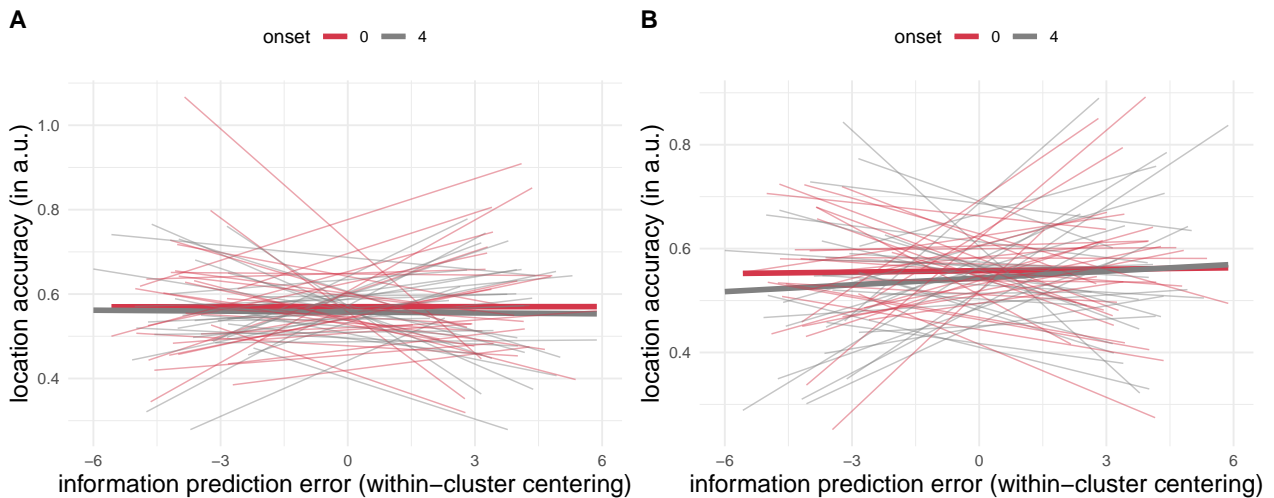 A
onset 0 4
location accuracy (in a.u.)
1.0
0.8
0.6
0.4
−6 −3 0 3 6
information prediction error (within−cluster centering)
B
onset 0 4
location accuracy (in a.u.)
0.8
0.6
0.4
−6 −3 0 3 6
information prediction error (within−cluster centering)